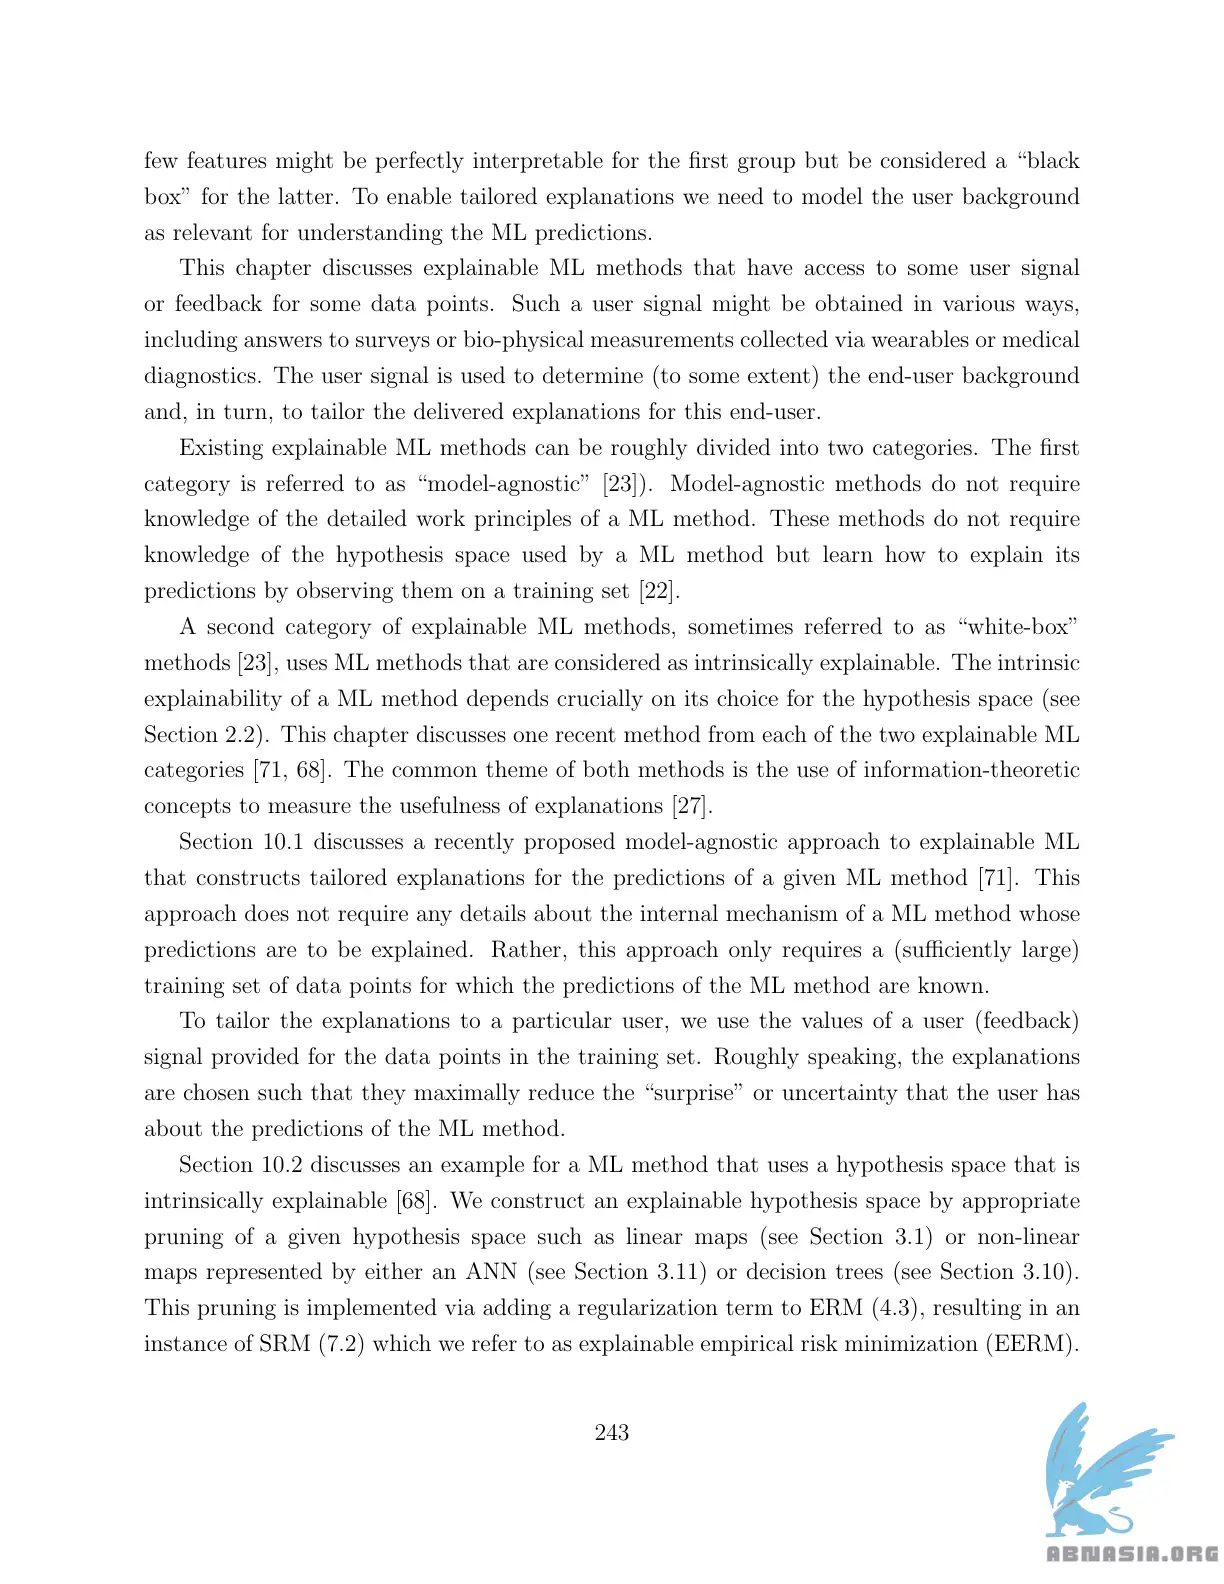 few features might be perfectly interpretable for the first group but be considered a “black
box” for the latter. To enable tailored explanations we need to model the user background
as relevant for understanding the ML predictions.
This chapter discusses explainable ML methods that have access to some user signal
or feedback for some data points. Such a user signal might be obtained in various ways,
including answers to surveys or bio-physical measurements collected via wearables or medical
diagnostics. The user signal is used to determine (to some extent) the end-user background
and, in turn, to tailor the delivered explanations for this end-user.
Existing explainable ML methods can be roughly divided into two categories. The first
category is referred to as “model-agnostic” [23]). Model-agnostic methods do not require
knowledge of the detailed work principles of a ML method. These methods do not require
knowledge of the hypothesis space used by a ML method but learn how to explain its
predictions by observing them on a training set [22].
A second category of explainable ML methods, sometimes referred to as “white-box”
methods [23], uses ML methods that are considered as intrinsically explainable. The intrinsic
explainability of a ML method depends crucially on its choice for the hypothesis space (see
Section 2.2). This chapter discusses one recent method from each of the two explainable ML
categories [71, 68]. The common theme of both methods is the use of information-theoretic
concepts to measure the usefulness of explanations [27].
Section 10.1 discusses a recently proposed model-agnostic approach to explainable ML
that constructs tailored explanations for the predictions of a given ML method [71]. This
approach does not require any details about the internal mechanism of a ML method whose
predictions are to be explained. Rather, this approach only requires a (sufficiently large)
training set of data points for which the predictions of the ML method are known.
To tailor the explanations to a particular user, we use the values of a user (feedback)
signal provided for the data points in the training set. Roughly speaking, the explanations
are chosen such that they maximally reduce the “surprise” or uncertainty that the user has
about the predictions of the ML method.
Section 10.2 discusses an example for a ML method that uses a hypothesis space that is
intrinsically explainable [68]. We construct an explainable hypothesis space by appropriate
pruning of a given hypothesis space such as linear maps (see Section 3.1) or non-linear
maps represented by either an ANN (see Section 3.11) or decision trees (see Section 3.10).
This pruning is implemented via adding a regularization term to ERM (4.3), resulting in an
instance of SRM (7.2) which we refer to as explainable empirical risk minimization (EERM).
243
ABNASIA.ORG